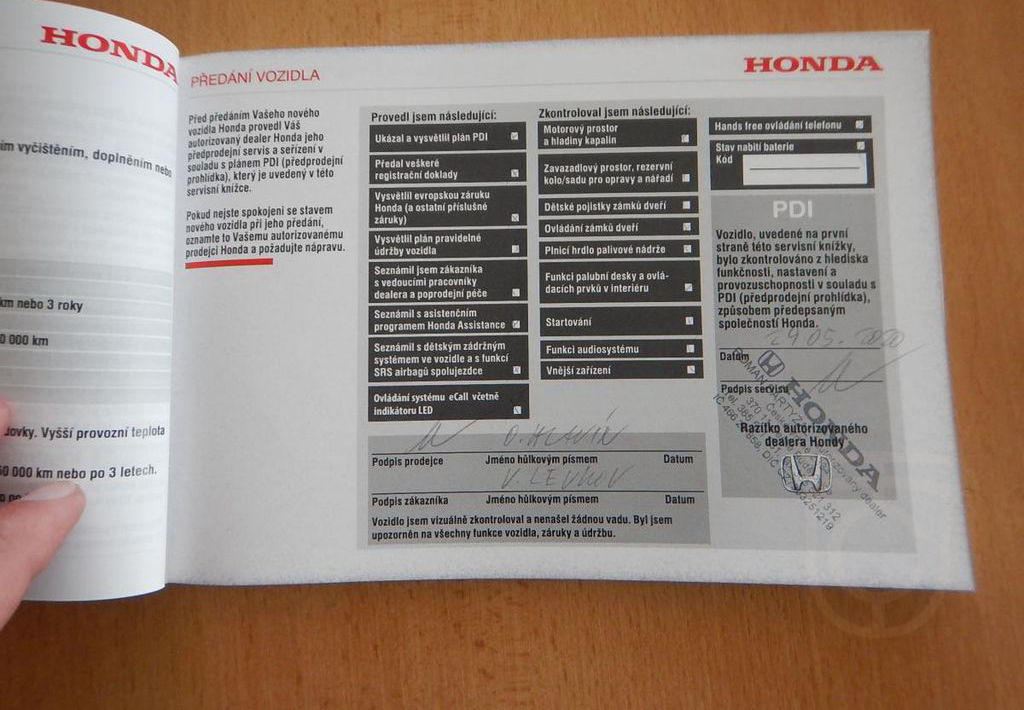 HONDA
ím vyčištěním, doplněním nebo
km nebo 3 roky
0 000 km
Vyšší provozní teplota
0 000 km nebo po 3 letech.
PŘEDÁNÍ VOZIDLA
HONDA
Před předáním Vašeho nového
vozidla Honda provedl Váš
autorizovaný dealer Honda jeho
předprodejní servis a seřízení v
souladu s plánem PDI (předprodejní
prohlídka), který je uvedený v této
servisní knížce.
Pokud nejste spokojeni se stavem
nového vozidla při jeho předání,
oznamte to Vašemu autorizovanému
prodejci Honda a požadujte nápravu.
Provedl jsem následující:
Ukázal a vysvětlil plán PDI
Předal veškeré
registrační doklady
Vysvětlil evropskou záruku
Honda (a ostatní příslušné
záruky)
Vysvětlil plán pravidelné
údržby vozidla
Seznámil jsem zákazníka
s vedoucími pracovníky
dealera a poprodejní péče
Seznámil s asistenčním
programem Honda Assistance
Seznámil s dětským zádržným
systémem ve vozidle a s funkcí
SRS airbagů spolujezdce
Ovládání systému eCall včetně
indikátoru LED
Zkontroloval jsem následující:
Motorový prostor
a hladiny kapalin
Zavazadlový prostor, rezervní
kolo/sadu pro opravy a nářadí
Dětské pojistky zámků dveří
Ovládání zámků dveří
Plnicí hrdlo palivové nádrže
Funkci palubní desky a ovlá-
dacích prvků v interiéru
Startování
Funkci audiosystému
Vnější zařízení
Hands free ovládání telefonu
Stav nabití baterie
Kód
PDI
Vozidlo, uvedené na první
straně této servisní knížky,
bylo zkontrolováno z hlediska
funkčnosti, nastavení a
provozuschopnosti v souladu s
PDI (předprodejní prohlídka),
způsobem předepsaným
společností Honda.
29.05.2020
Datum
Podpis servisu
Razítko autorizovaného
dealera Hondy
HONDA
O. HLAVÍN
Podpis prodejce Jméno hůlkovým písmem Datum
Podpis zákazníka Jméno hůlkovým písmem Datum
Vozidlo jsem vizuálně zkontroloval a nenašel žádnou vadu. Byl jsem
upozorněn na všechny funkce vozidla, záruky a údržbu.